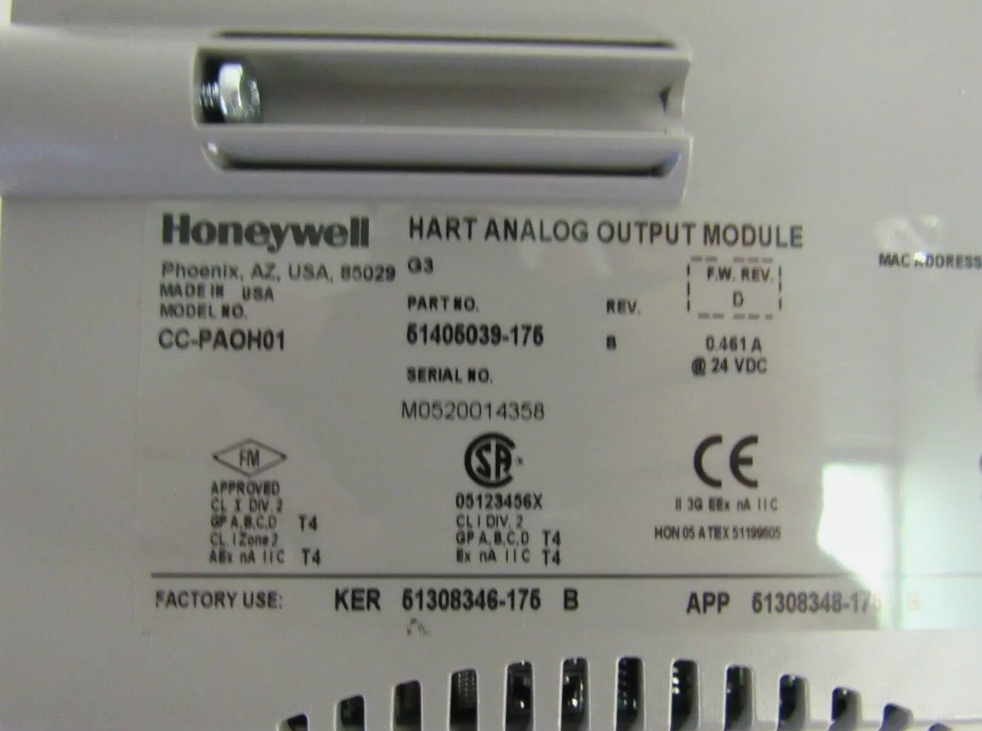 Honeywell HART ANALOG OUTPUT MODULE
Phoenix, AZ, USA, 85029 G3
F.W. REV.
D
MAC ADDRESS
MADE IN USA
MODEL NO. PART NO. REV.
CC-PAOH01 51405039-175 B 0.461 A
@ 24 VDC
SERIAL NO.
M0520014358
FM
APPROVED
CL I DIV. 2
GP A,B,C,D T4
CL. I Zone 2
AEx nA IIC T4
SA
05123456X
CL I DIV. 2
GP A, B, C, D T4
Ex nA IIC T4
CE
II 3G EEx nA IIC
HON 05 ATEX 51199605
FACTORY USE: KER 51308346-175 B APP 51308348-175 B